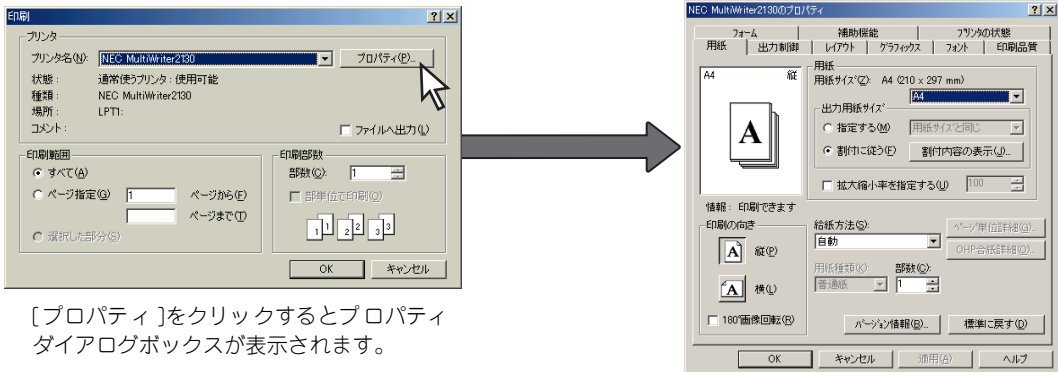 印刷
プリンタ
プリンタ名(N):
NEC MultiWriter2130
プロパティ(P)...
状態 :
通常使うプリンタ : 使用可能
種類 :
NEC MultiWriter2130
場所 :
LPT1:
コメント :
ファイルへ出力(L)
印刷範囲
すべて(A)
ページ指定(G)
1
ページから(F)
ページまで(T)
選択した部分(S)
印刷部数
部数(C):
1
部単位で印刷(O)
1 1 2 2 3 3
OK
キャンセル
[プロパティ]をクリックするとプロパティ
ダイアログボックスが表示されます。
NEC MultiWriter2130のプロパティ
フォーム
補助機能
プリンタの状態
用紙
出力制御
レイアウト
グラフィックス
フォント
印刷品質
A4
縦
A
用紙
用紙サイズ(Z): A4 (210 x 297 mm)
A4
出力用紙サイズ
指定する(M)
用紙サイズと同じ
割付に従う(F)
割付内容の表示(J)...
拡大縮小率を指定する(U)
100
情報 : 印刷できます
印刷の向き
A
縦(P)
A
横(L)
180°画像回転(R)
給紙方法(S):
自動
ページ単位詳細(G)...
OHP合紙詳細(O)...
用紙種類(K):
普通紙
部数(C):
1
バージョン情報(B)...
標準に戻す(D)
OK
キャンセル
適用(A)
ヘルプ